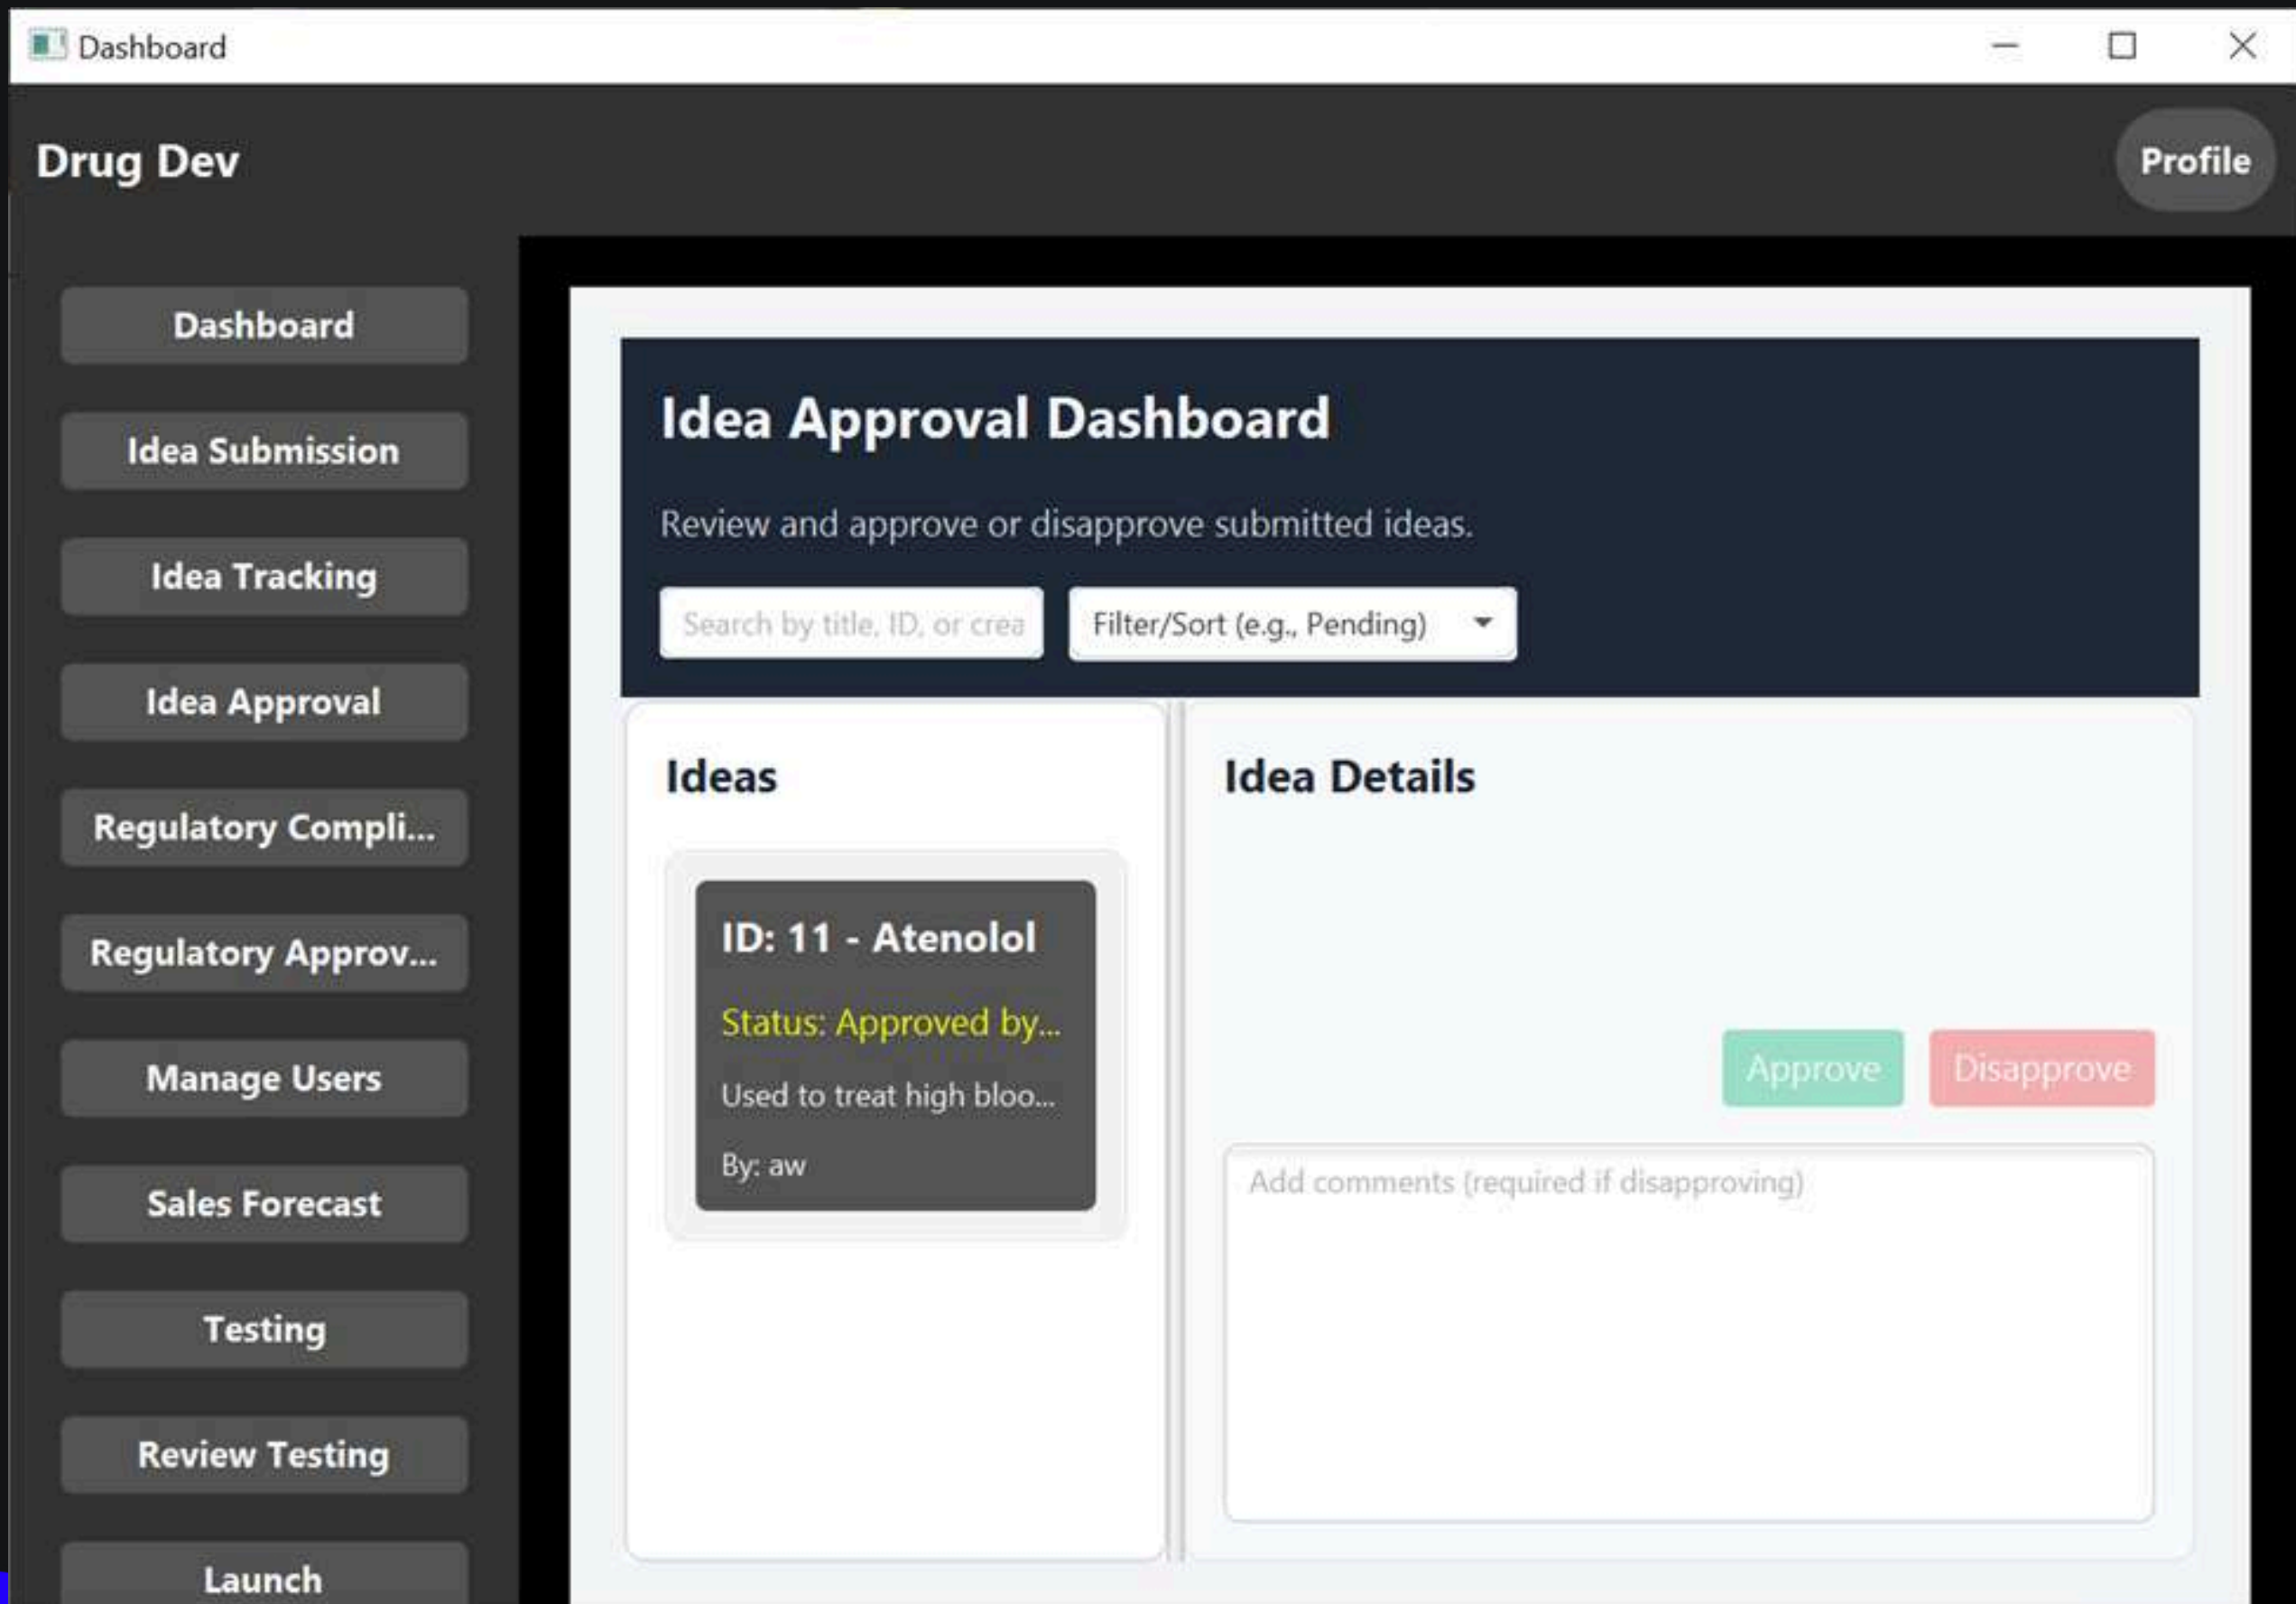 Dashboard
Drug Dev
Profile
Dashboard
Idea Submission
Idea Tracking
Idea Approval
Regulatory Compli...
Regulatory Approv...
Manage Users
Sales Forecast
Testing
Review Testing
Launch
Idea Approval Dashboard
Review and approve or disapprove submitted ideas.
Search by title, ID, or crea
Filter/Sort (e.g., Pending)
Ideas
ID: 11 - Atenolol
Status: Approved by...
Used to treat high bloo...
By: aw
Idea Details
Approve
Disapprove
Add comments (required if disapproving)